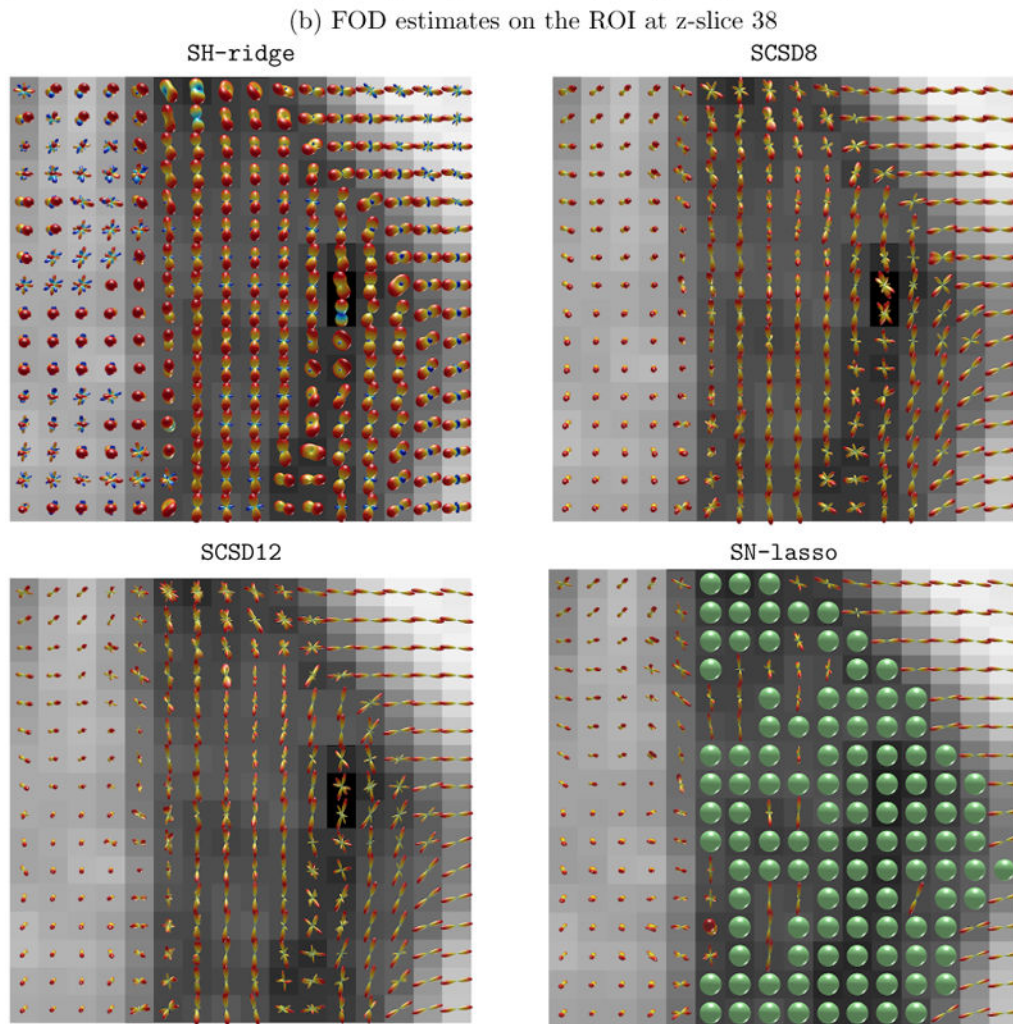 (b) FOD estimates on the ROI at z-slice 38
SH-ridge
SCSD8
SCSD12
SN-lasso